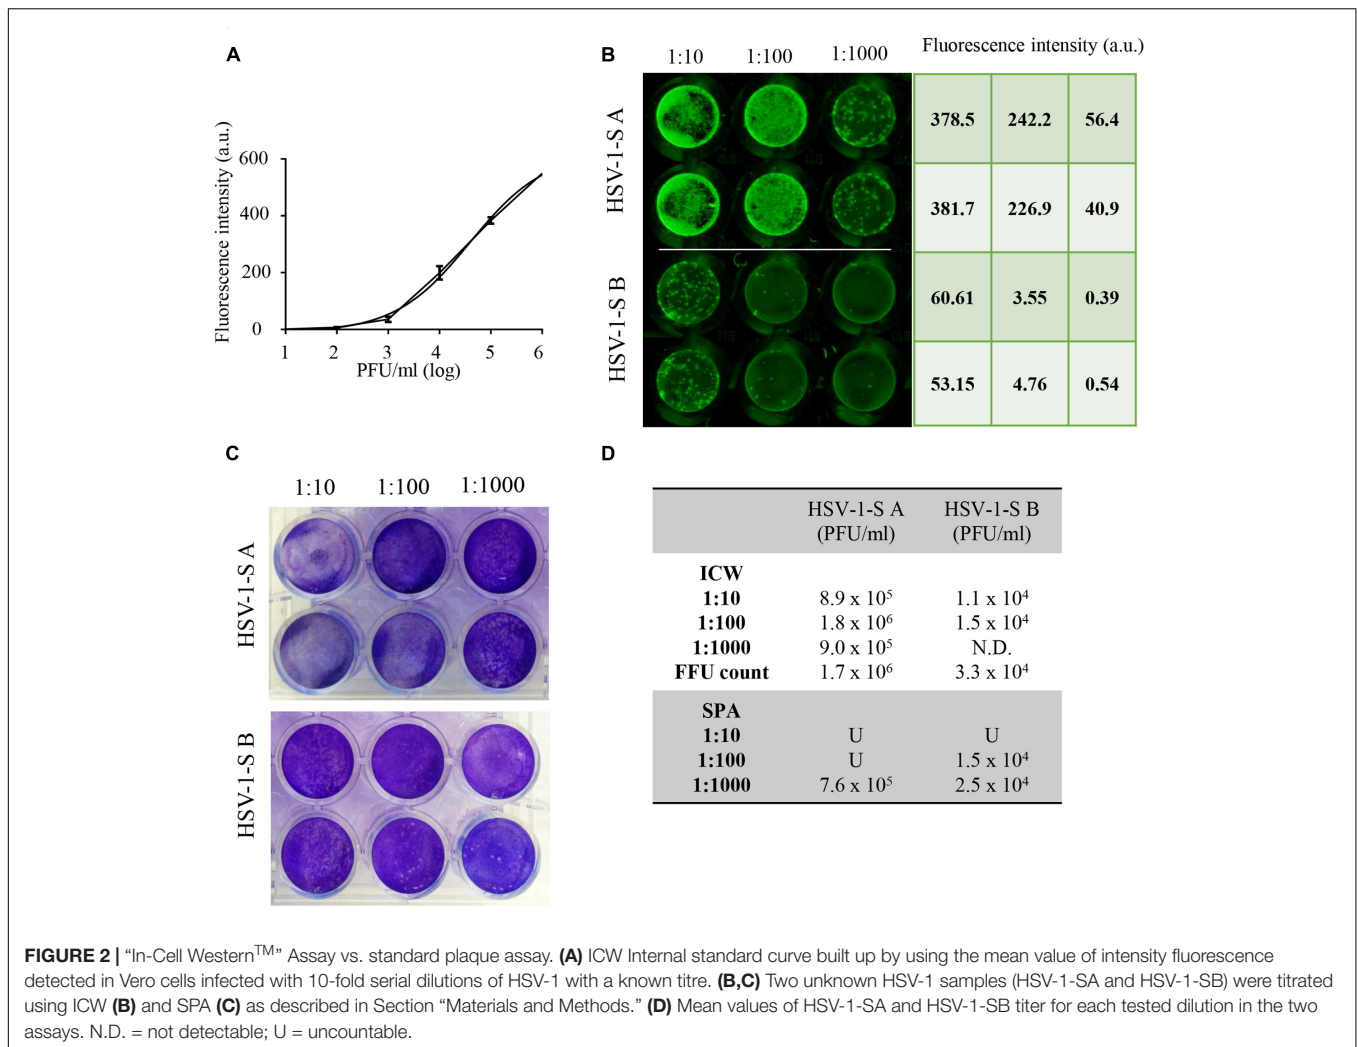 A
Fluorescence intensity (a.u.)
600
400
200
0
1 2 3 4 5 6
PFU/ml (log)
B
1:10 1:100 1:1000
Fluorescence intensity (a.u.)
HSV-1-S A
HSV-1-S B
378.5 242.2 56.4
381.7 226.9 40.9
60.61 3.55 0.39
53.15 4.76 0.54
C
1:10 1:100 1:1000
HSV-1-S A
HSV-1-S B
D
HSV-1-S A HSV-1-S B
(PFU/ml) (PFU/ml)
ICW
1:10 8.9 x 10⁵ 1.1 x 10⁴
1:100 1.8 x 10⁶ 1.5 x 10⁴
1:1000 9.0 x 10⁵ N.D.
FFU count 1.7 x 10⁶ 3.3 x 10⁴
SPA
1:10 U U
1:100 U 1.5 x 10⁴
1:1000 7.6 x 10⁵ 2.5 x 10⁴
FIGURE 2 | “In-Cell Western™” Assay vs. standard plaque assay. (A) ICW Internal standard curve built up by using the mean value of intensity fluorescence
detected in Vero cells infected with 10-fold serial dilutions of HSV-1 with a known titre. (B,C) Two unknown HSV-1 samples (HSV-1-SA and HSV-1-SB) were titrated
using ICW (B) and SPA (C) as described in Section “Materials and Methods.” (D) Mean values of HSV-1-SA and HSV-1-SB titer for each tested dilution in the two
assays. N.D. = not detectable; U = uncountable.